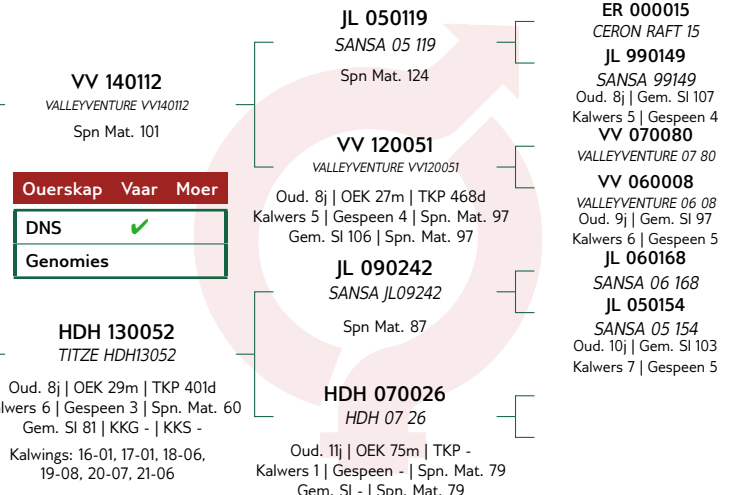 VV 140112
VALLEYVENTURE VV140112
Spn Mat. 101
Ouerskap Vaar Moer
DNS ✔
Genomies
HDH 130052
TITZE HDH13052
Oud. 8j | OEK 29m | TKP 401d
lwers 6 | Gespeen 3 | Spn. Mat. 60
Gem. SI 81 | KKG - | KKS -
Kalwings: 16-01, 17-01, 18-06,
19-08, 20-07, 21-06
JL 050119
SANSA 05 119
Spn Mat. 124
VV 120051
VALLEYVENTURE VV120051
Oud. 8j | OEK 27m | TKP 468d
Kalwers 5 | Gespeen 4 | Spn. Mat. 97
Gem. SI 106 | Spn. Mat. 97
JL 090242
SANSA JL09242
Spn Mat. 87
HDH 070026
HDH 07 26
Oud. 11j | OEK 75m | TKP -
Kalwers 1 | Gespeen - | Spn. Mat. 79
Gem. SI - | Spn. Mat. 79
ER 000015
CERON RAFT 15
JL 990149
SANSA 99149
Oud. 8j | Gem. SI 107
Kalwers 5 | Gespeen 4
VV 070080
VALLEYVENTURE 07 80
VV 060008
VALLEYVENTURE 06 08
Oud. 9j | Gem. SI 97
Kalwers 6 | Gespeen 5
JL 060168
SANSA 06 168
JL 050154
SANSA 05 154
Oud. 10j | Gem. SI 103
Kalwers 7 | Gespeen 5